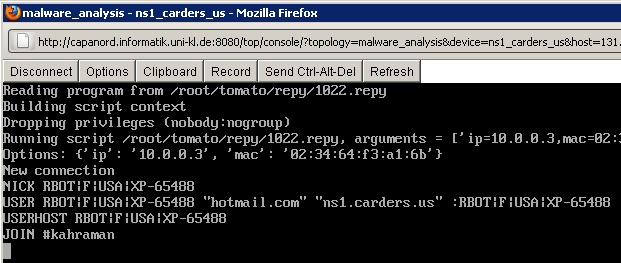 malware_analysis - ns1_carders_us - Mozilla Firefox
http://capanord.informatik.uni-kl.de:8080/top/console/?topology=malware_analysis&device=ns1_carders_us&host=131.
Disconnect Options Clipboard Record Send Ctrl-Alt-Del Refresh
Reading program from /root/tomato/repy/1022.repy
Building script context
Dropping privileges (nobody:nogroup)
Running script /root/tomato/repy/1022.repy, arguments = ['ip=10.0.0.3,mac=02:3
Options: {'ip': '10.0.0.3', 'mac': '02:34:64:f3:a1:6b'}
New connection
NICK RBOT¦F¦USA¦XP-65488
USER RBOT¦F¦USA¦XP-65488 "hotmail.com" "ns1.carders.us" :RBOT¦F¦USA¦XP-65488
USERHOST RBOT¦F¦USA¦XP-65488
JOIN #kahraman